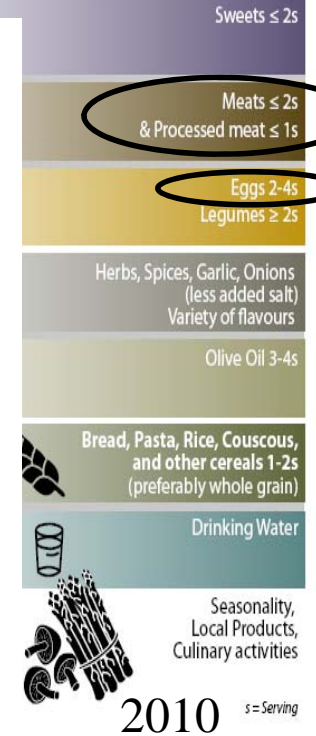 Sweets ≤ 2s
Meats ≤ 2s
& Processed meat ≤ 1s
Eggs 2-4s
Legumes ≥ 2s
Herbs, Spices, Garlic, Onions
(less added salt)
Variety of flavours
Olive Oil 3-4s
Bread, Pasta, Rice, Couscous,
and other cereals 1-2s
(preferably whole grain)
Drinking Water
Seasonality,
Local Products,
Culinary activities
2010 s = Serving